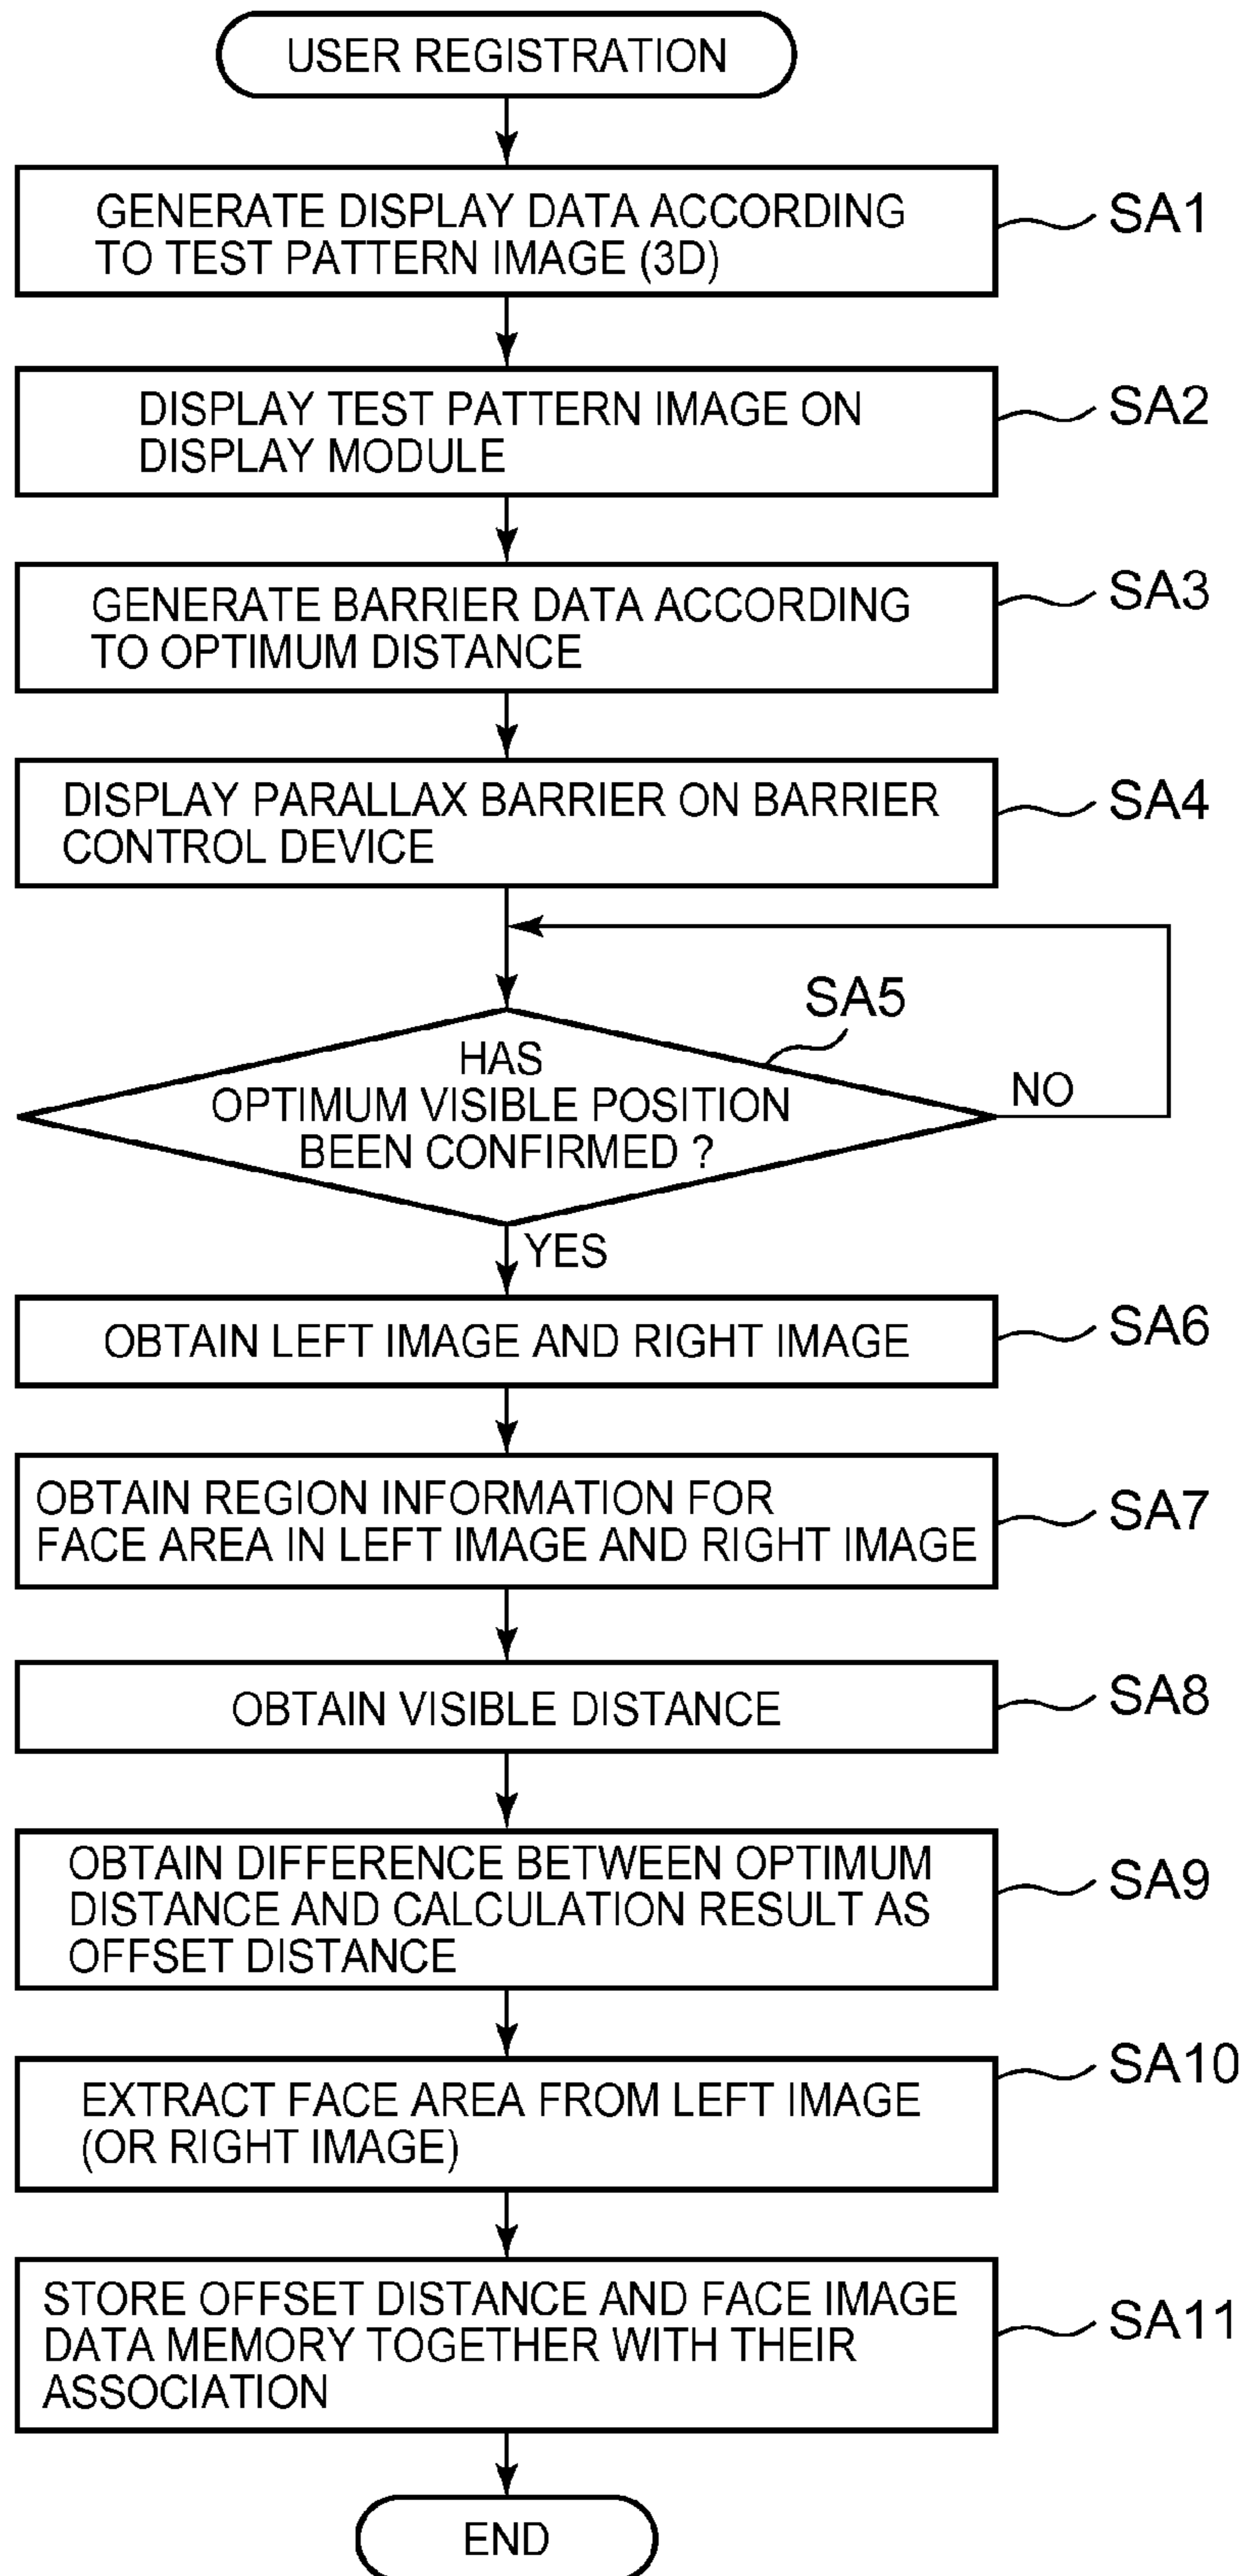 USER REGISTRATION
GENERATE DISPLAY DATA ACCORDING
TO TEST PATTERN IMAGE (3D)
SA1
DISPLAY TEST PATTERN IMAGE ON
DISPLAY MODULE
SA2
GENERATE BARRIER DATA ACCORDING
TO OPTIMUM DISTANCE
SA3
DISPLAY PARALLAX BARRIER ON BARRIER
CONTROL DEVICE
SA4
SA5
HAS
OPTIMUM VISIBLE POSITION
BEEN CONFIRMED ?
NO
YES
OBTAIN LEFT IMAGE AND RIGHT IMAGE
SA6
OBTAIN REGION INFORMATION FOR
FACE AREA IN LEFT IMAGE AND RIGHT IMAGE
SA7
OBTAIN VISIBLE DISTANCE
SA8
OBTAIN DIFFERENCE BETWEEN OPTIMUM
DISTANCE AND CALCULATION RESULT AS
OFFSET DISTANCE
SA9
EXTRACT FACE AREA FROM LEFT IMAGE
(OR RIGHT IMAGE)
SA10
STORE OFFSET DISTANCE AND FACE IMAGE
DATA MEMORY TOGETHER WITH THEIR
ASSOCIATION
SA11
END